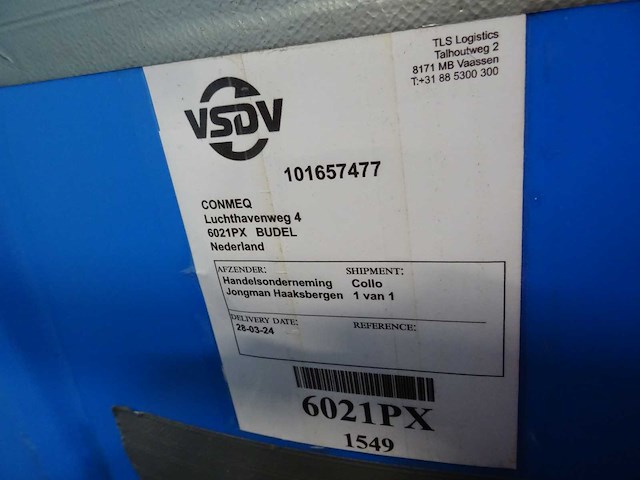 TLS Logistics
Talhoutweg 2
8171 MB Vaassen
T:+31 88 5300 300
VSDV
101657477
CONMEQ
Luchthavenweg 4
6021PX BUDEL
Nederland
AFZENDER: SHIPMENT:
Handelsonderneming Collo
Jongman Haaksbergen 1 van 1
DELIVERY DATE: REFERENCE:
28-03-24
6021PX
1549